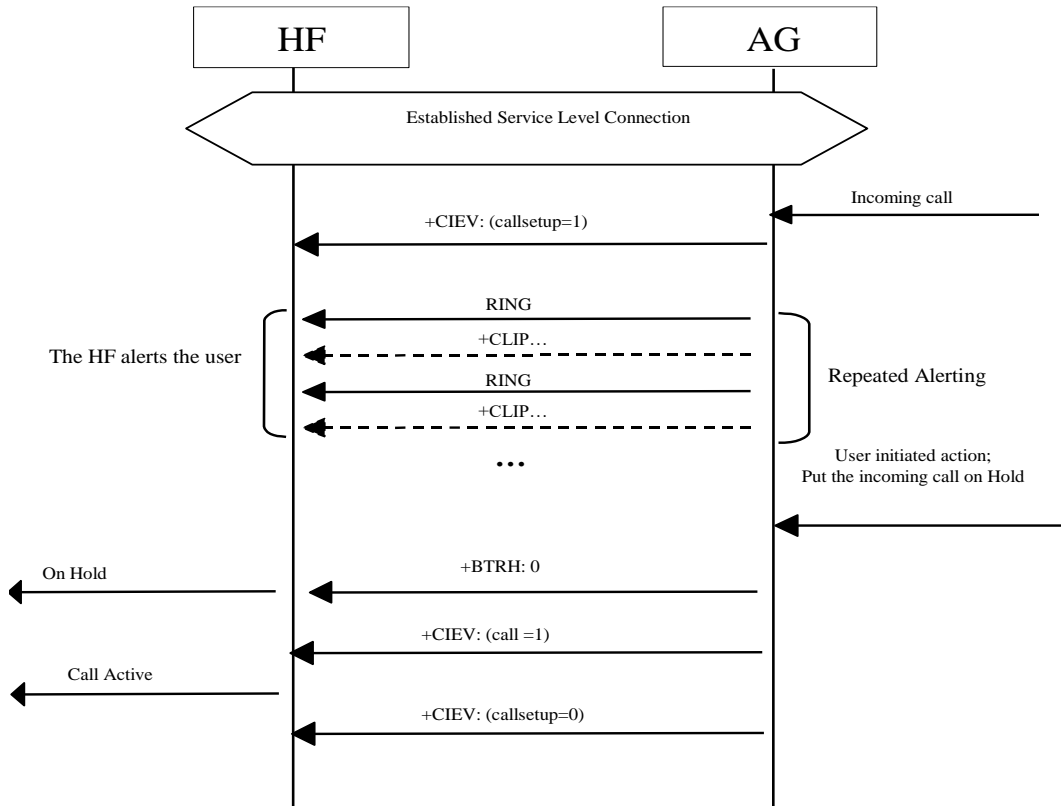 HF
AG
Established Service Level Connection
Incoming call
+CIEV: (callsetup=1)
RING
+CLIP…
The HF alerts the user
RING
Repeated Alerting
+CLIP…
...
User initiated action;
Put the incoming call on Hold
+BTRH: 0
On Hold
+CIEV: (call =1)
Call Active
+CIEV: (callsetup=0)